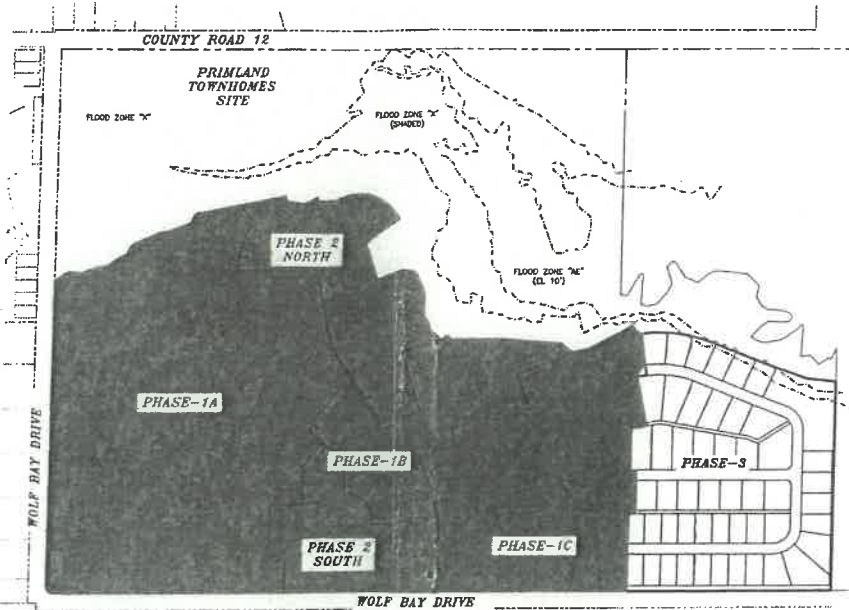 COUNTY ROAD 12
PRIMLAND
TOWNHOMES
SITE
FLOOD ZONE "X"
FLOOD ZONE "X"
(SHADED)
PHASE 2
NORTH
FLOOD ZONE "AE"
(EL 10')
PHASE-1A
WOLF BAY DRIVE
PHASE-1B
PHASE-3
PHASE 2
SOUTH
PHASE-1C
WOLF BAY DRIVE